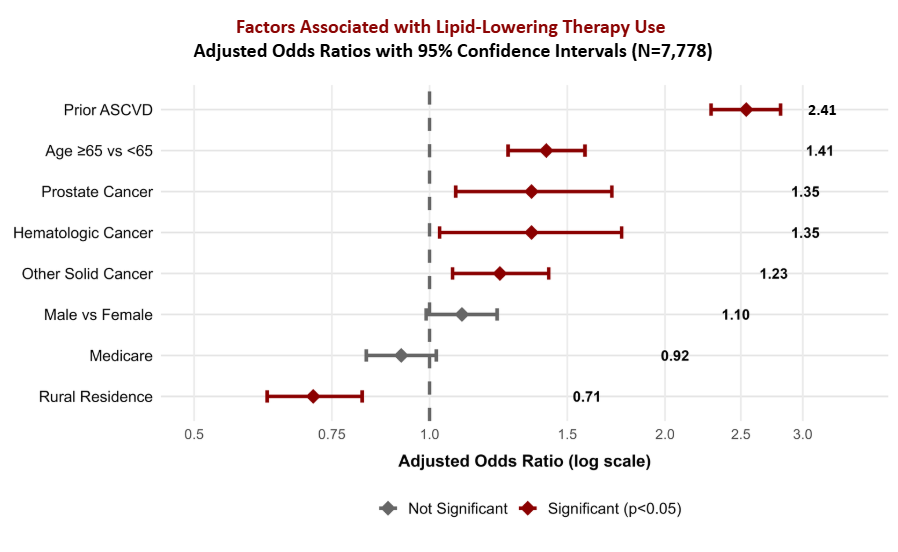 Factors Associated with Lipid-Lowering Therapy Use
Adjusted Odds Ratios with 95% Confidence Intervals (N=7,778)
Prior ASCVD 2.41
Age ≥65 vs <65 1.41
Prostate Cancer 1.35
Hematologic Cancer 1.35
Other Solid Cancer 1.23
Male vs Female 1.10
Medicare 0.92
Rural Residence 0.71
0.5 0.75 1.0 1.5 2.0 2.5 3.0
Adjusted Odds Ratio (log scale)
Not Significant Significant (p<0.05)